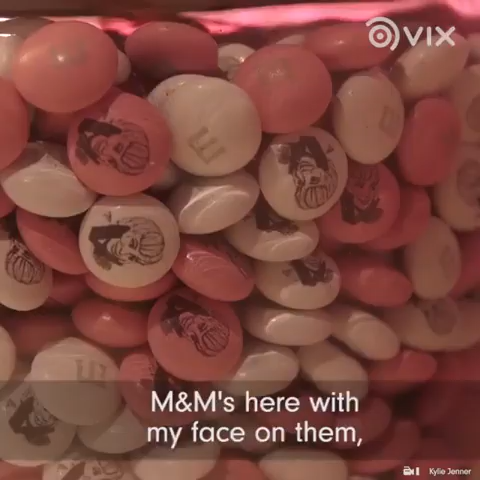 VIX
m
m
M&M's here with
my face on them,
Kylie Jenner